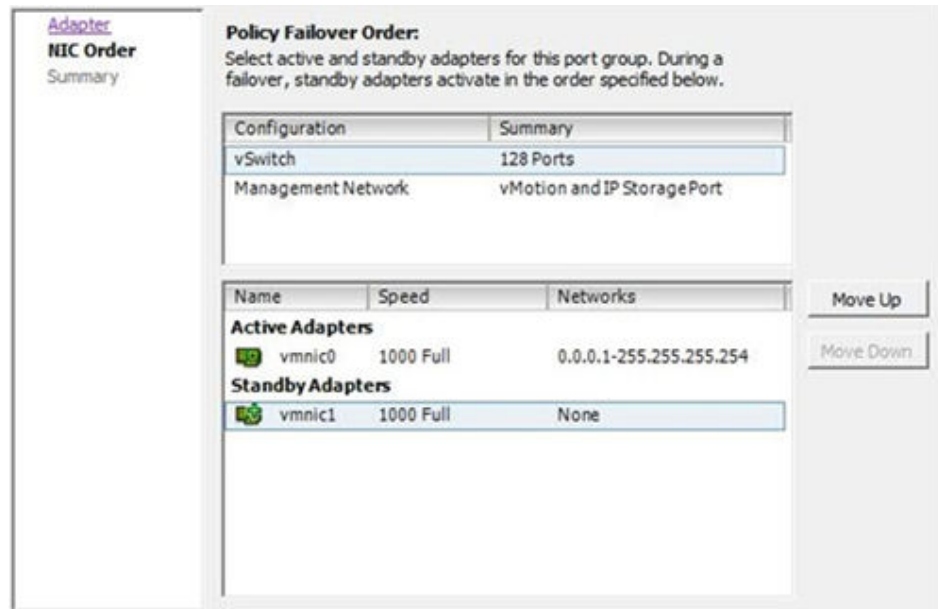 Adapter
NIC Order
Summary
Policy Failover Order:
Select active and standby adapters for this port group. During a
failover, standby adapters activate in the order specified below.
Configuration Summary
vSwitch 128 Ports
Management Network vMotion and IP Storage Port
Name Speed Networks
Active Adapters
vmnic0 1000 Full 0.0.0.1-255.255.255.254
Standby Adapters
vmnic1 1000 Full None
Move Up
Move Down